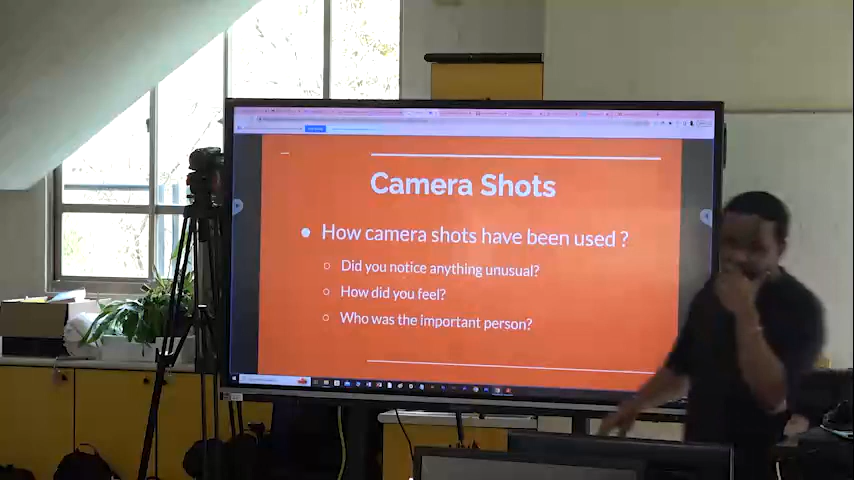 Camera Shots
How camera shots have been used ?
Did you notice anything unusual?
How did you feel?
Who was the important person?